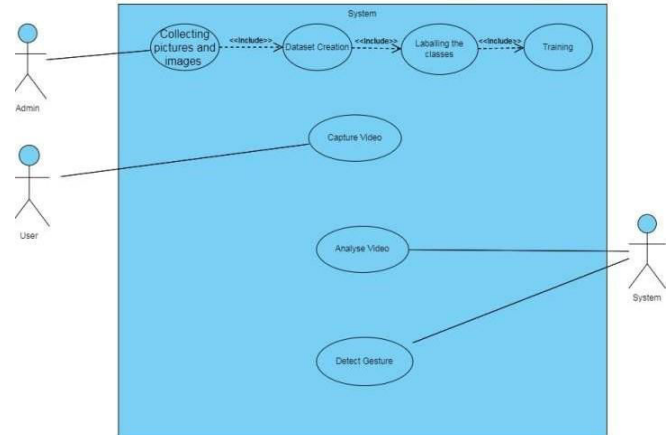 System
Collecting
pictures and
images
<<Include>>
Dataset Creation
<<Include>>
Laballing the
classes
<<Include>>
Training
Admin
Capture Video
User
Analyse Video
System
Detect Gesture